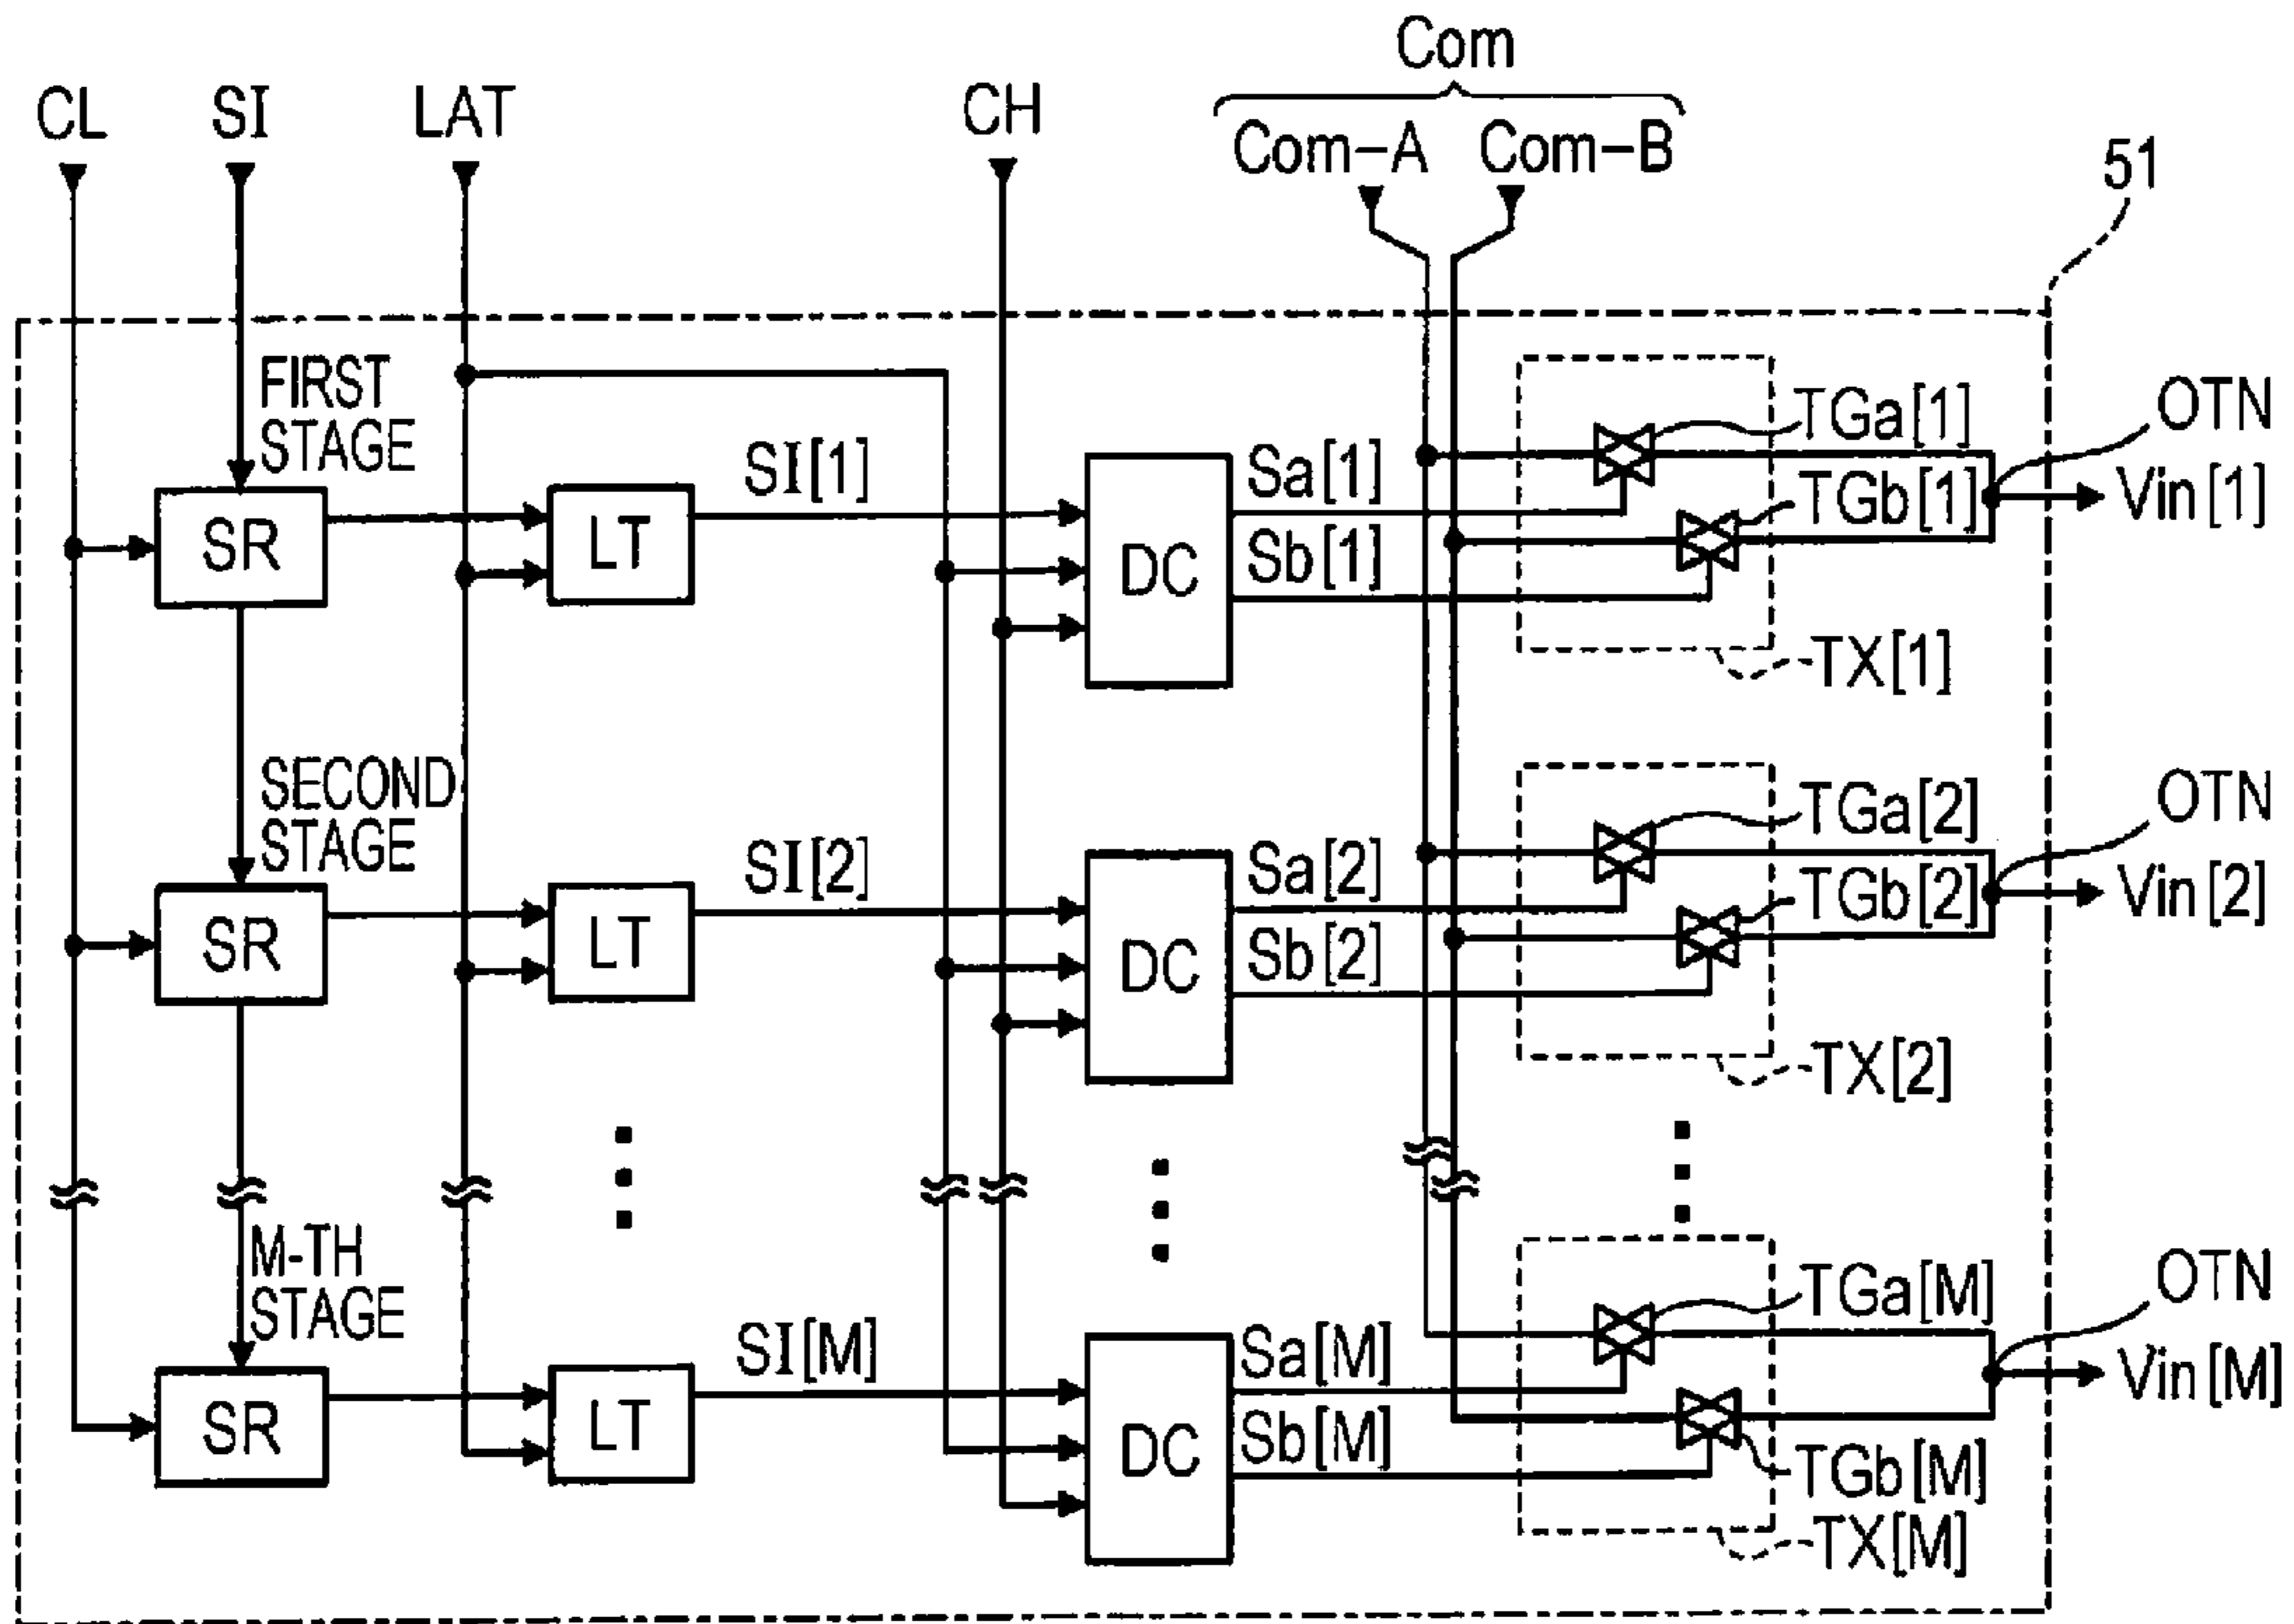 Com
CL SI LAT CH Com-A Com-B
51
FIRST
STAGE
SR LT SI[1] DC Sa[1] Sb[1] TGa[1] TGb[1] OTN Vin[1]
TX[1]
SECOND
STAGE
SR LT SI[2] DC Sa[2] Sb[2] TGa[2] TGb[2] OTN Vin[2]
TX[2]
M-TH
STAGE
SR LT SI[M] DC Sa[M] Sb[M] TGa[M] OTN Vin[M]
TGb[M]
TX[M]